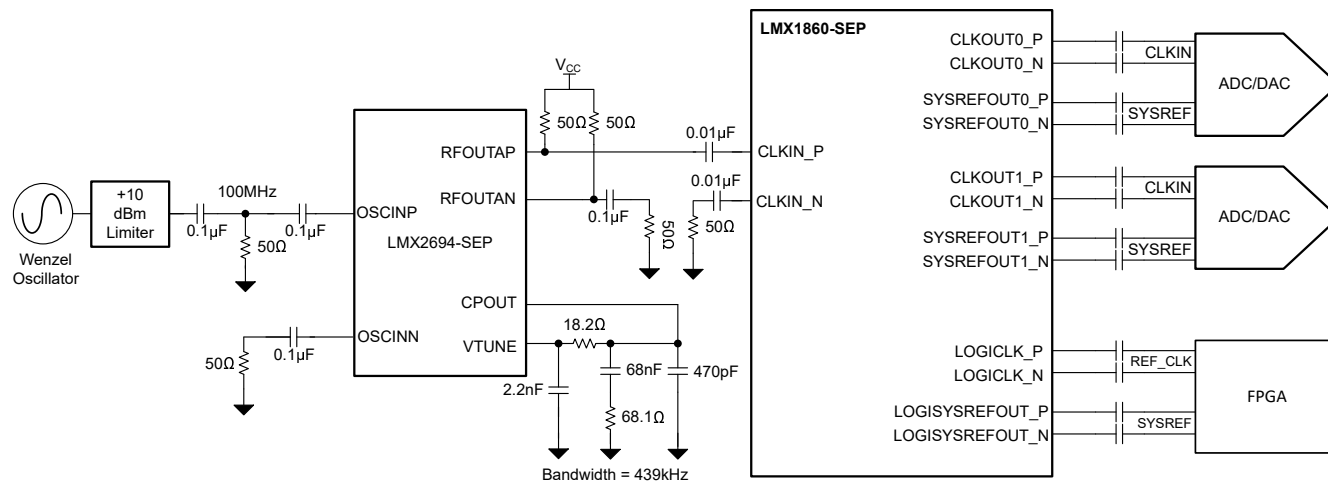 LMX1860-SEP
CLKOUT0_P
CLKIN
CLKOUT0_N
ADC/DAC
SYSREFOUT0_P
SYSREF
SYSREFOUT0_N
VCC
50Ω
50Ω
0.01µF
RFOUTAP
CLKIN_P
CLKOUT1_P
CLKIN
CLKOUT1_N
ADC/DAC
SYSREFOUT1_P
SYSREF
SYSREFOUT1_N
+10
dBm
Limiter
100MHz
0.1µF
50Ω
0.1µF
OSCINP
RFOUTAN
0.01µF
CLKIN_N
0.1µF
50Ω
50Ω
LMX2694-SEP
Wenzel
Oscillator
CPOUT
18.2Ω
OSCINN
0.1µF
50Ω
VTUNE
2.2nF
68nF
470pF
68.1Ω
Bandwidth = 439kHz
LOGICLK_P
REF_CLK
LOGICLK_N
FPGA
LOGISYSREFOUT_P
SYSREF
LOGISYSREFOUT_N